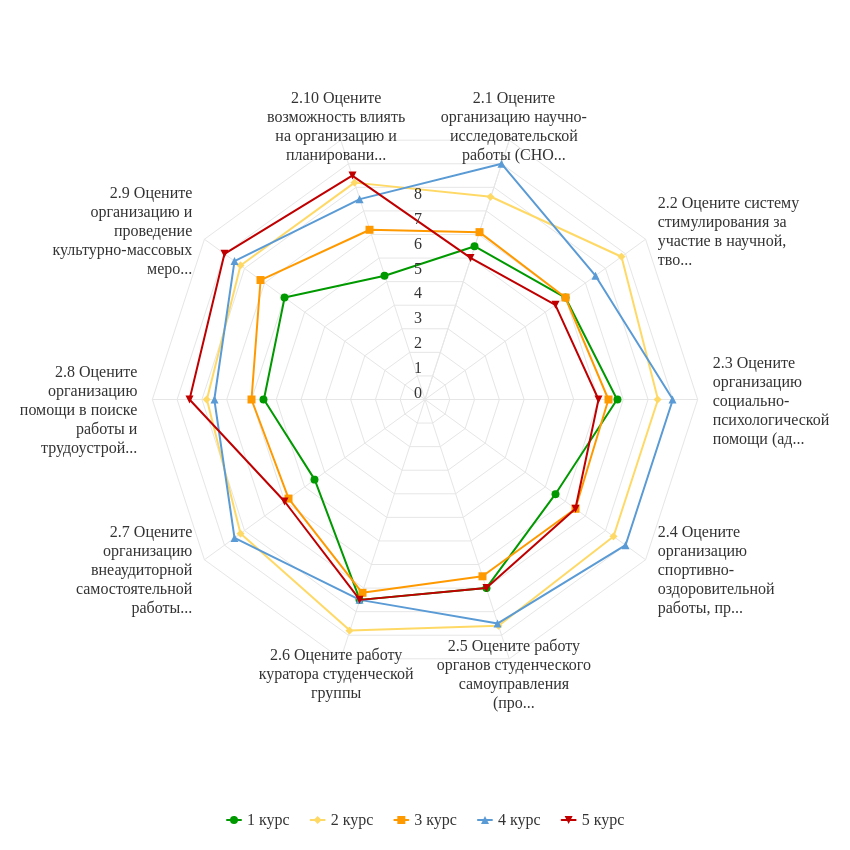 2.10 Оцените
возможность влиять
на организацию и
планировани...
2.1 Оцените
организацию научно-
исследовательской
работы (СНО...
2.2 Оцените систему
стимулирования за
участие в научной,
тво...
2.3 Оцените
организацию
социально-
психологической
помощи (ад...
2.4 Оцените
организацию
спортивно-
оздоровительной
работы, пр...
2.5 Оцените работу
органов студенческого
самоуправления
(про...
2.6 Оцените работу
куратора студенческой
группы
2.7 Оцените
организацию
внеаудиторной
самостоятельной
работы...
2.8 Оцените
организацию
помощи в поиске
работы и
трудоустрой...
2.9 Оцените
организацию и
проведение
культурно-массовых
меро...
8
7
6
5
4
3
2
1
0
1 курс 2 курс 3 курс 4 курс 5 курс